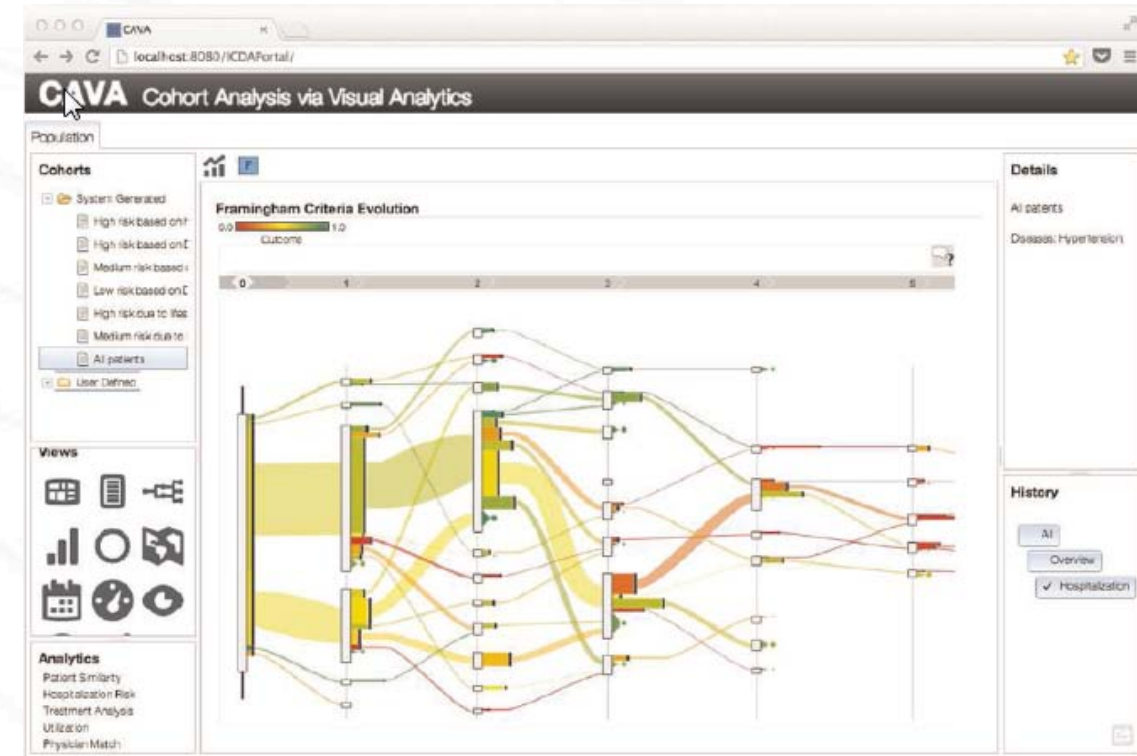 CAVA
localhost:8080/ICDAPortal/
CAVA Cohort Analysis via Visual Analytics
Population
Cohorts
System Generated
High risk based on
High risk based on D
Medium risk based
Low risk based on D
High risk due to lifes
Medium risk due to
All patients
User Defined
Views
Analytics
Patient Similarity
Hospitalization Risk
Treatment Analysis
Utilization
Physician Match
F
Framingham Criteria Evolution
0.0 1.0
Outcome
?
0 1 2 3 4 5
Details
All patients
Diseases: Hypertension
History
All
Overview
✓ Hospitalization